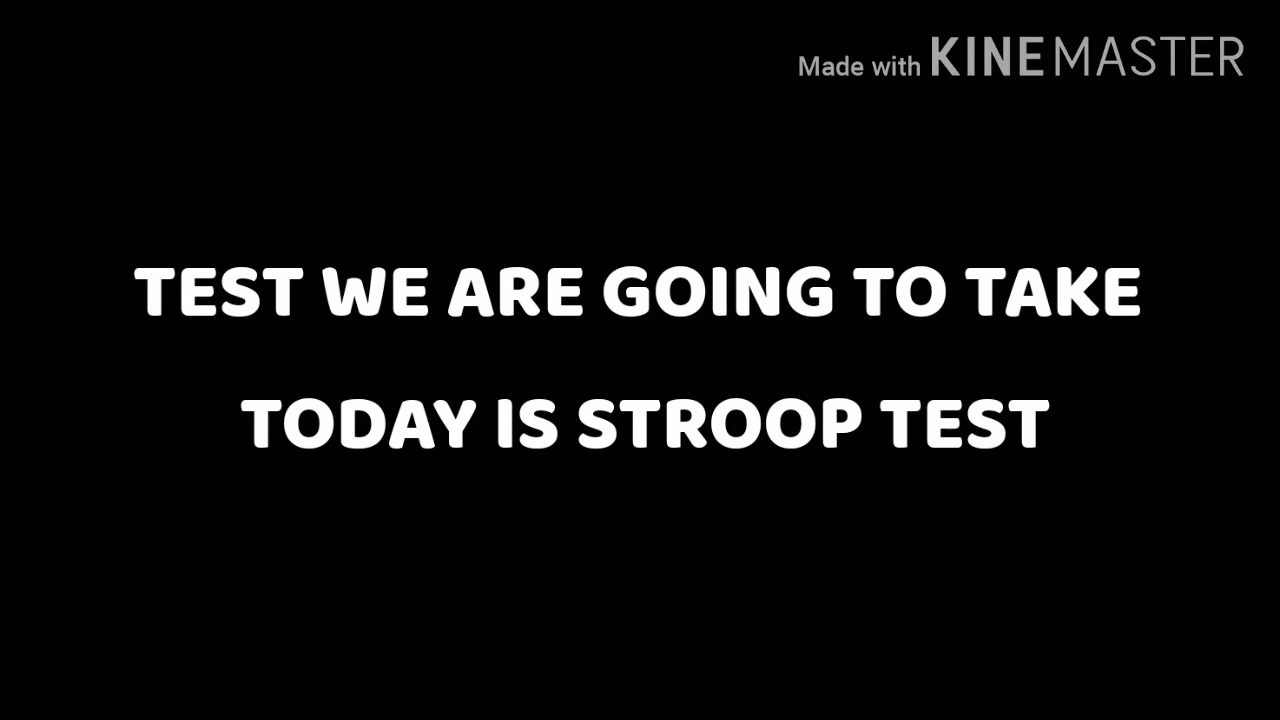 Made with KINEMASTER
TEST WE ARE GOING TO TAKE
TODAY IS STROOP TEST